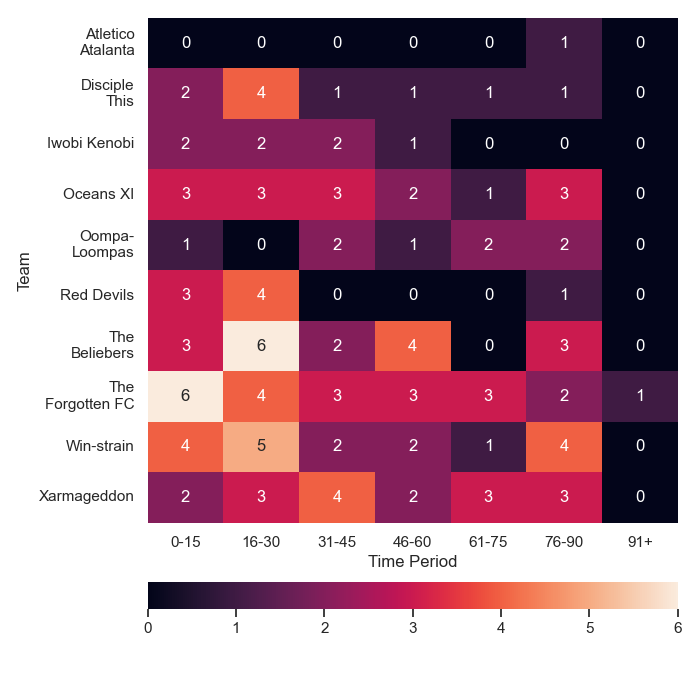 Atletico
Atalanta
0 0 0 0 0 1 0
Disciple
This
2 4 1 1 1 1 0
Iwobi Kenobi
2 2 2 1 0 0 0
Oceans XI
3 3 3 2 1 3 0
Oompa-
Loompas
1 0 2 1 2 2 0
Red Devils
3 4 0 0 0 1 0
The
Beliebers
3 6 2 4 0 3 0
The
Forgotten FC
6 4 3 3 3 2 1
Win-strain
4 5 2 2 1 4 0
Xarmageddon
2 3 4 2 3 3 0
Team
0-15 16-30 31-45 46-60 61-75 76-90 91+
Time Period
0 1 2 3 4 5 6